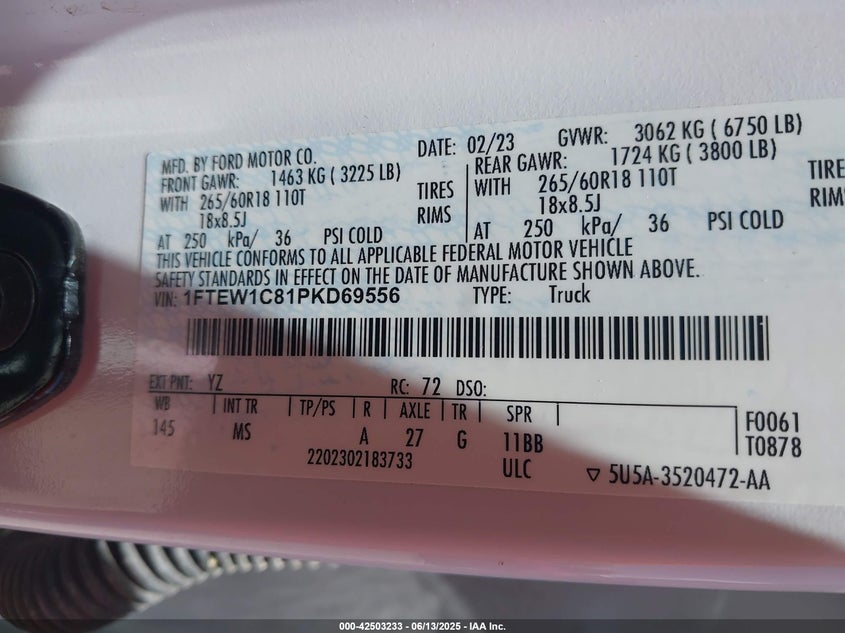 MFD. BY FORD MOTOR CO. DATE: 02/23 GVWR: 3062 KG ( 6750 LB)
FRONT GAWR: 1463 KG ( 3225 LB) REAR GAWR: 1724 KG ( 3800 LB)
WITH 265/60R18 110T TIRES WITH 265/60R18 110T TIRE
18x8.5J RIMS 18x8.5J RIMS
AT 250 kPa/ 36 PSI COLD AT 250 kPa/ 36 PSI COLD
THIS VEHICLE CONFORMS TO ALL APPLICABLE FEDERAL MOTOR VEHICLE
SAFETY STANDARDS IN EFFECT ON THE DATE OF MANUFACTURE SHOWN ABOVE.
VIN: 1FTEW1C81PKD69556 TYPE: Truck
EXT PNT: YZ RC: 72 DSO:
WB INT TR TP/PS R AXLE TR SPR F0061
145 MS A 27 G 11BB T0878
2202302183733 ULC ▽ 5U5A-3520472-AA
000-42503233 - 06/13/2025 - IAA Inc.